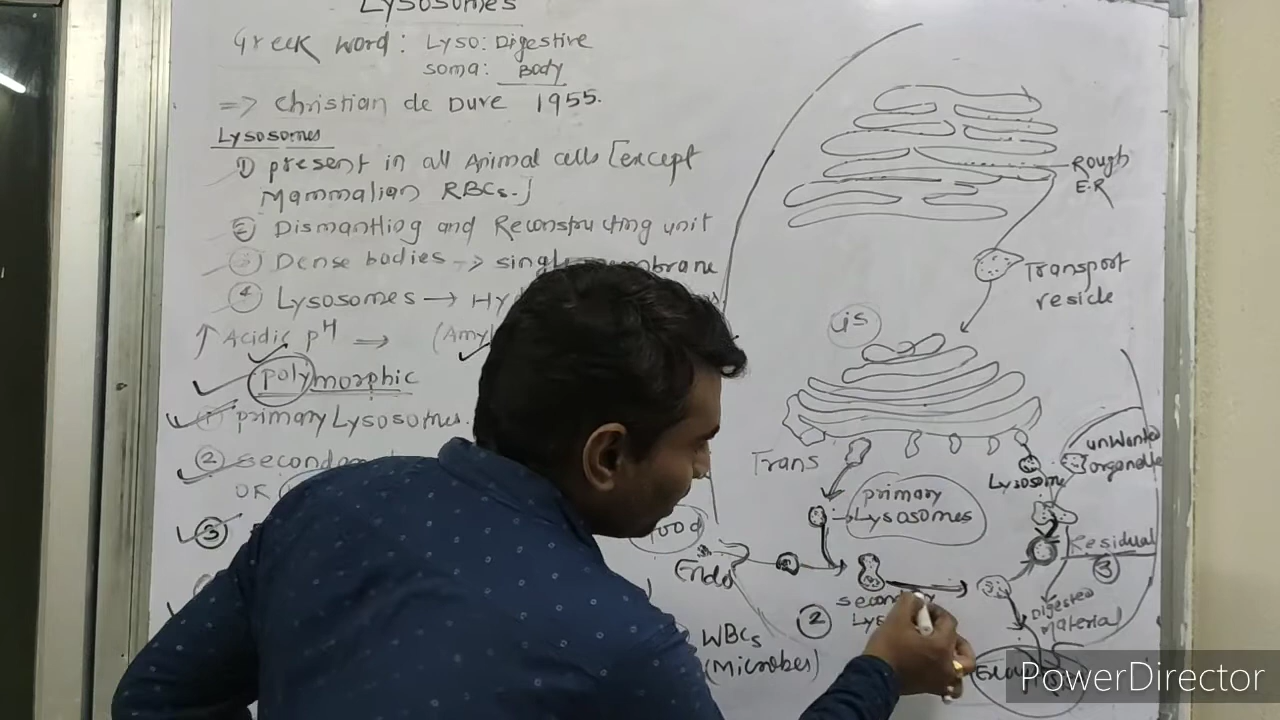 Lysosomes
Greek word: Lyso: Digestive
soma: Body
=> Christian de Duve 1955.
Lysosomes
① present in all Animal cells [except
Mammalian RBCs.]
② Dismantling and Reconstructing unit
③ Dense bodies → single membrane
④ Lysosomes → Hy
↑ Acidic pH ⇒ (Amy
polymorphic
① primary Lysosomes.
② second
OR
③
Rough
E.R
Transport
vesicle
cis
Trans
Lysosome
unwanted
organelle
primary
Lysosomes
Food
Endo
② secondary
Lys
Residual
③
Digested
Material
WBCs
(Microbes)
PowerDirector